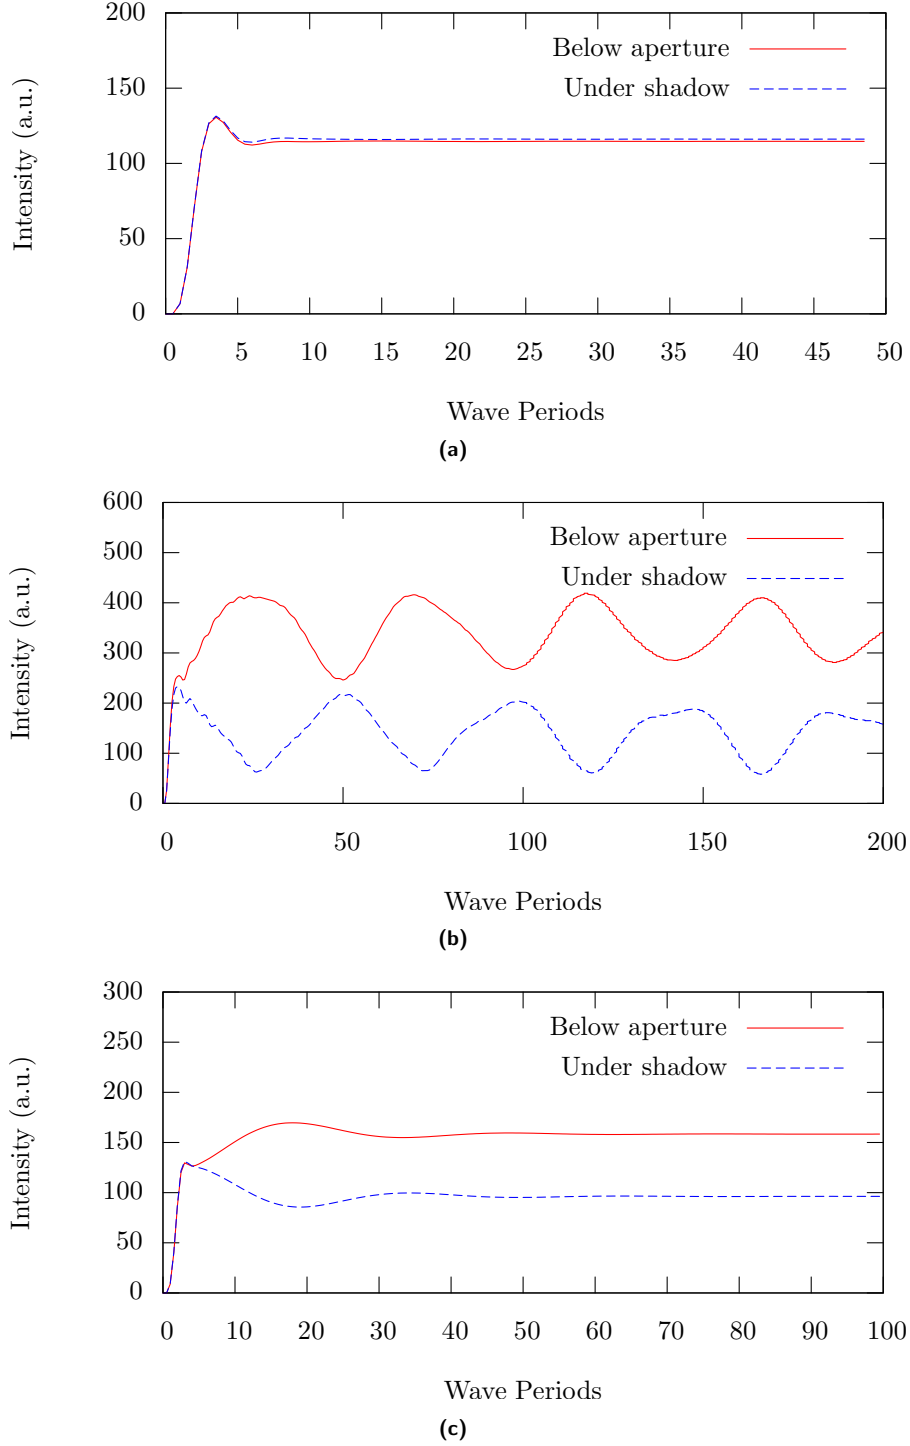 200
150
100
50
0
Intensity (a.u.)
Below aperture
Under shadow
0 5 10 15 20 25 30 35 40 45 50
Wave Periods
(a)
600
500
400
300
200
100
0
Intensity (a.u.)
Below aperture
Under shadow
0 50 100 150 200
Wave Periods
(b)
300
250
200
150
100
50
0
Intensity (a.u.)
Below aperture
Under shadow
0 10 20 30 40 50 60 70 80 90 100
Wave Periods
(c)